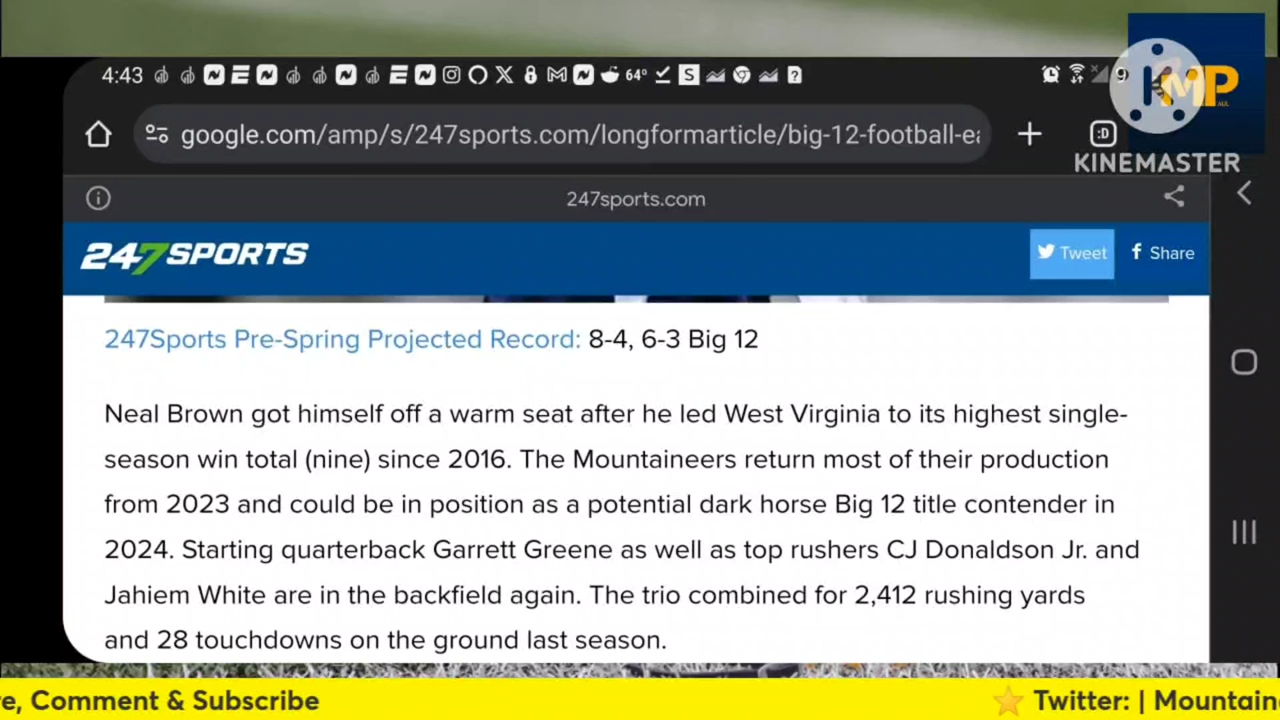 4:43
64°
9
KMP
KINEMASTER
google.com/amp/s/247sports.com/longformarticle/big-12-football-ea
:D
247sports.com
247SPORTS
Tweet
Share
247Sports Pre-Spring Projected Record: 8-4, 6-3 Big 12
Neal Brown got himself off a warm seat after he led West Virginia to its highest single-
season win total (nine) since 2016. The Mountaineers return most of their production
from 2023 and could be in position as a potential dark horse Big 12 title contender in
2024. Starting quarterback Garrett Greene as well as top rushers CJ Donaldson Jr. and
Jahiem White are in the backfield again. The trio combined for 2,412 rushing yards
and 28 touchdowns on the ground last season.
e, Comment & Subscribe
Twitter: | Mountain